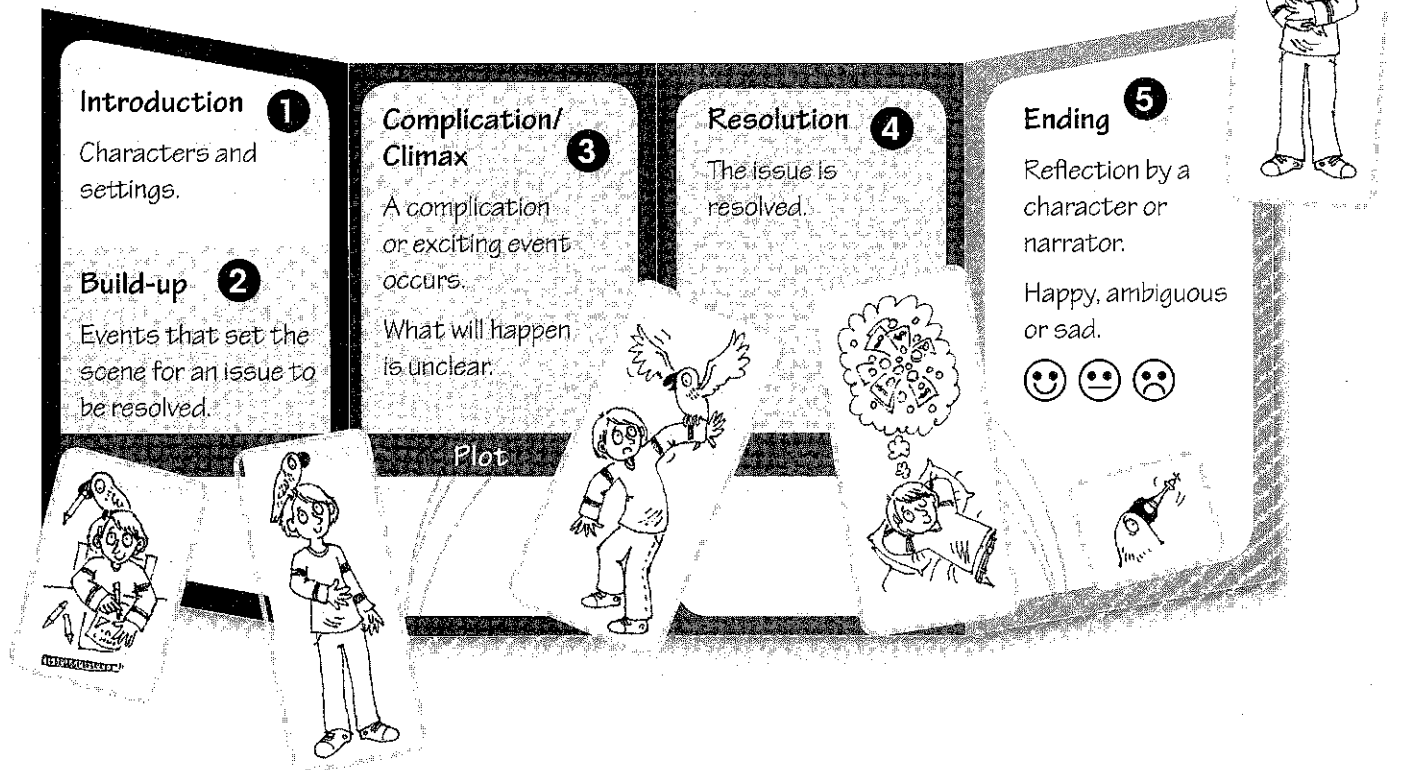 Introduction 1
Characters and
settings.
Build-up 2
Events that set the
scene for an issue to
be resolved.
Complication/
Climax 3
A complication
or exciting event
occurs.
What will happen
is unclear.
Resolution 4
The issue is
resolved.
Ending 5
Reflection by a
character or
narrator.
Happy, ambiguous
or sad.
Plot